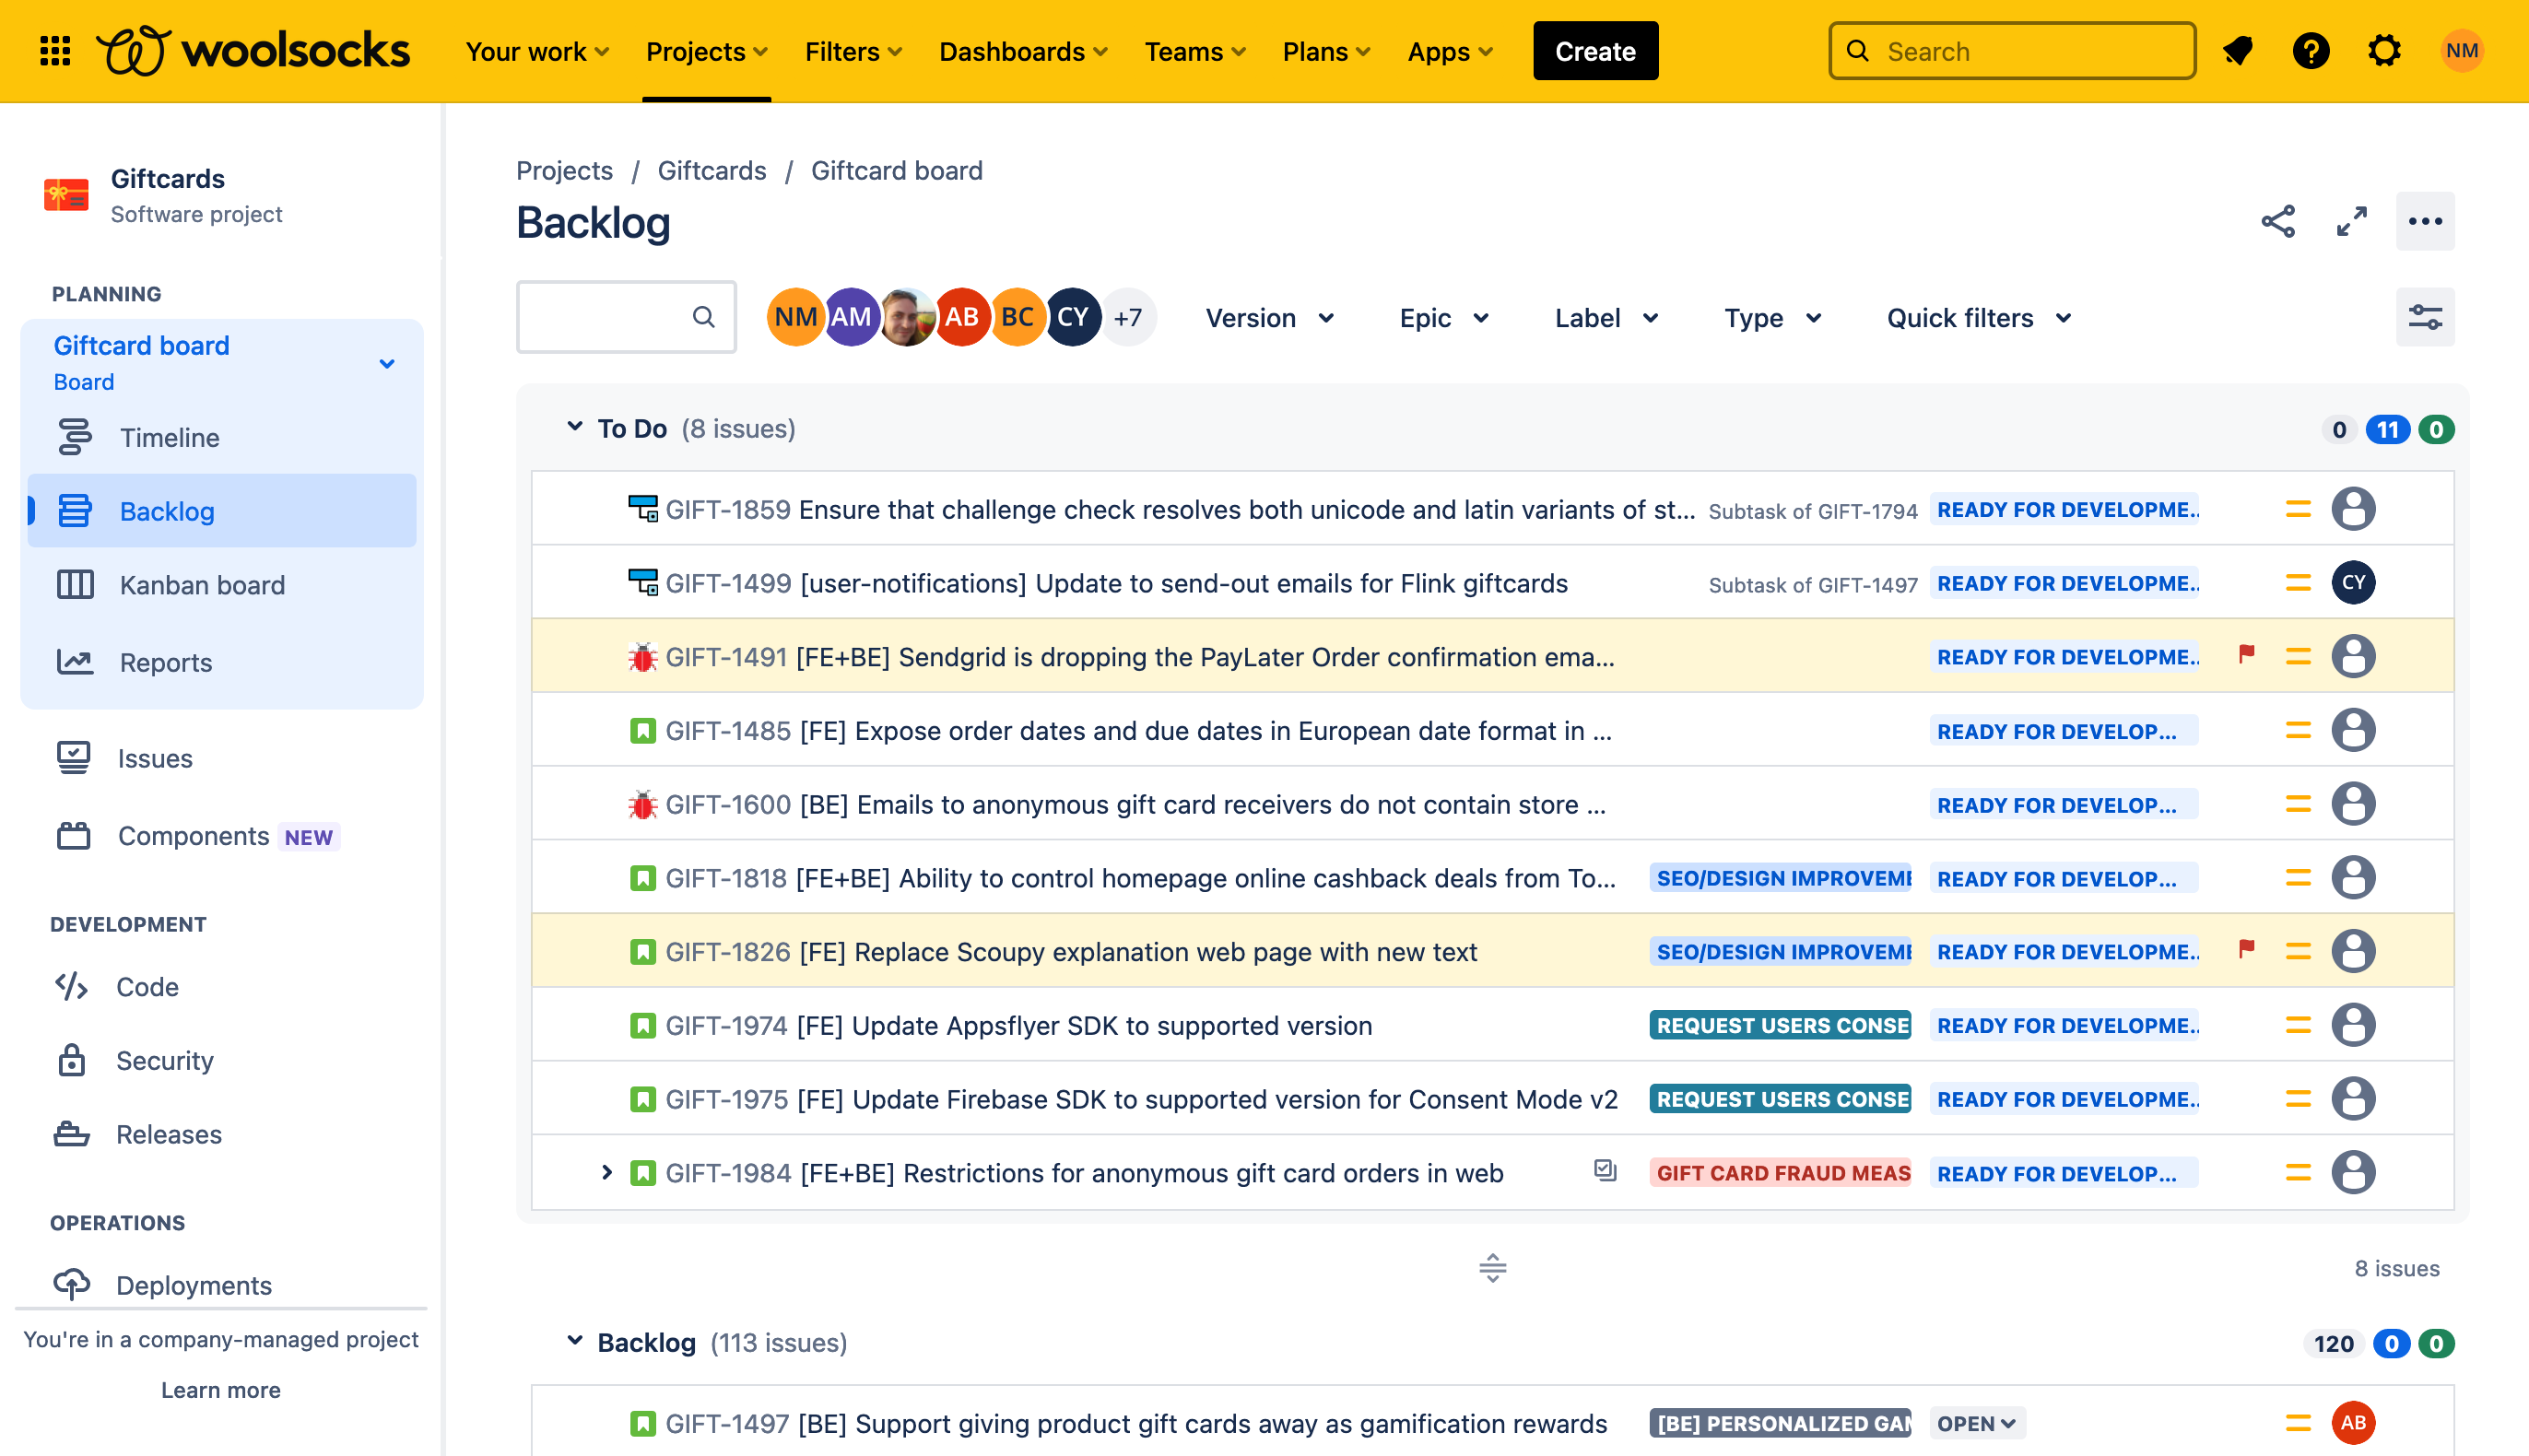 woolsocks Your work Projects Filters Dashboards Teams Plans Apps Create Search NM
Giftcards
Software project
PLANNING
Giftcard board
Board
Timeline
Backlog
Kanban board
Reports
Issues
Components NEW
DEVELOPMENT
Code
Security
Releases
OPERATIONS
Deployments
You're in a company-managed project
Learn more
Projects / Giftcards / Giftcard board
Backlog
NM AM AB BC CY +7 Version Epic Label Type Quick filters
To Do (8 issues) 0 11 0
GIFT-1859 Ensure that challenge check resolves both unicode and latin variants of st... Subtask of GIFT-1794 READY FOR DEVELOPME..
GIFT-1499 [user-notifications] Update to send-out emails for Flink giftcards Subtask of GIFT-1497 READY FOR DEVELOPME.. CY
GIFT-1491 [FE+BE] Sendgrid is dropping the PayLater Order confirmation ema... READY FOR DEVELOPME..
GIFT-1485 [FE] Expose order dates and due dates in European date format in ... READY FOR DEVELOP...
GIFT-1600 [BE] Emails to anonymous gift card receivers do not contain store ... READY FOR DEVELOP...
GIFT-1818 [FE+BE] Ability to control homepage online cashback deals from To... SEO/DESIGN IMPROVEME READY FOR DEVELOP...
GIFT-1826 [FE] Replace Scoupy explanation web page with new text SEO/DESIGN IMPROVEME READY FOR DEVELOPME..
GIFT-1974 [FE] Update Appsflyer SDK to supported version REQUEST USERS CONSE READY FOR DEVELOPME..
GIFT-1975 [FE] Update Firebase SDK to supported version for Consent Mode v2 REQUEST USERS CONSE READY FOR DEVELOPME..
GIFT-1984 [FE+BE] Restrictions for anonymous gift card orders in web GIFT CARD FRAUD MEAS READY FOR DEVELOP...
8 issues
Backlog (113 issues) 120 0 0
GIFT-1497 [BE] Support giving product gift cards away as gamification rewards [BE] PERSONALIZED GAM OPEN AB